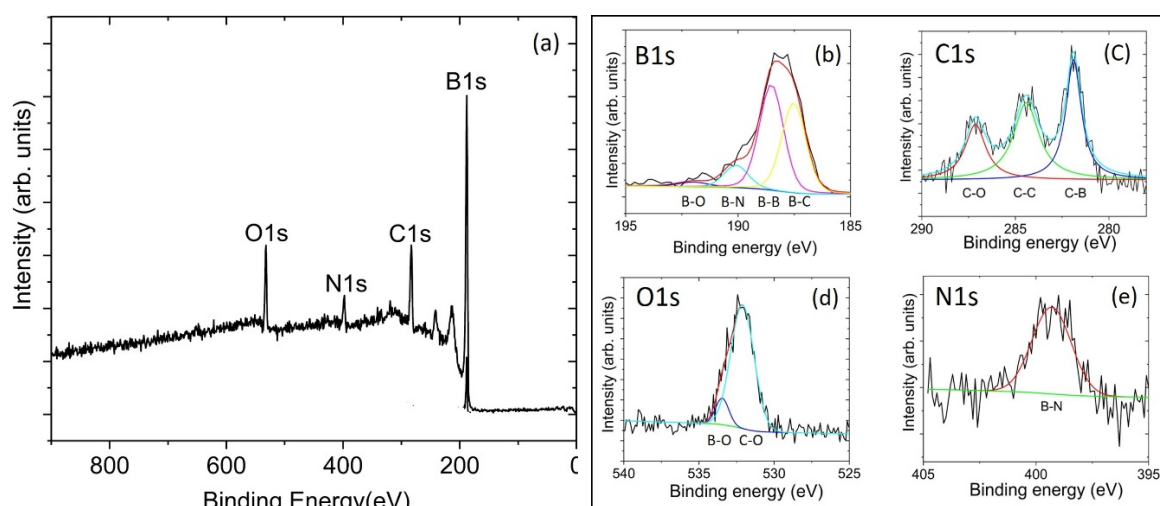 (a)
B1s
O1s
C1s
N1s
Intensity (arb. units)
800 600 400 200 0
Binding Energy(eV)
B1s
(b)
Intensity (arb. units)
B-O B-N B-B B-C
195 190 185
Binding energy (eV)
C1s
(C)
Intensity (arb. units)
C-O C-C C-B
290 285 280
Binding energy (eV)
O1s
(d)
Intensity (arb. units)
B-O C-O
540 535 530 525
Binding energy (eV)
N1s
(e)
Intensity (arb. units)
B-N
405 400 395
Binding energy (eV)